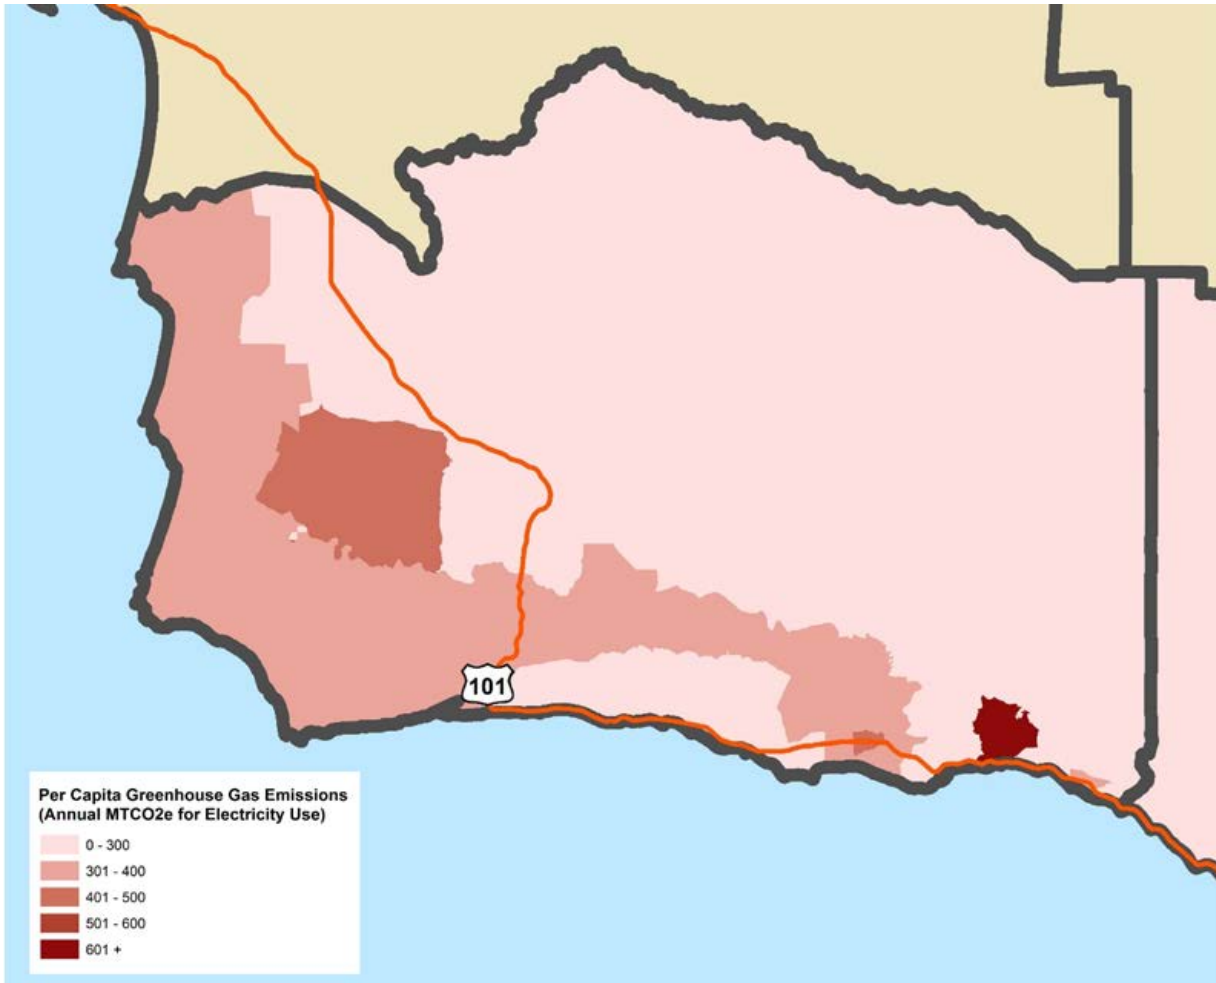 101
Per Capita Greenhouse Gas Emissions
(Annual MTCO2e for Electricity Use)
0 - 300
301 - 400
401 - 500
501 - 600
601 +